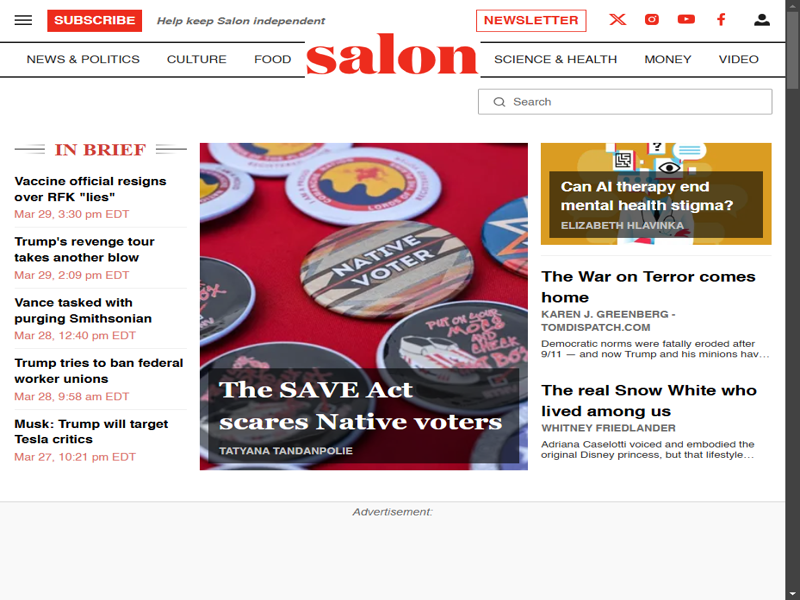 SUBSCRIBE
Help keep Salon independent
NEWSLETTER
NEWS & POLITICS
CULTURE
FOOD
salon
SCIENCE & HEALTH
MONEY
VIDEO
Search
IN BRIEF
Vaccine official resigns
over RFK "lies"
Mar 29, 3:30 pm EDT
Trump's revenge tour
takes another blow
Mar 29, 2:09 pm EDT
Vance tasked with
purging Smithsonian
Mar 28, 12:40 pm EDT
Trump tries to ban federal
worker unions
Mar 28, 9:58 am EDT
Musk: Trump will target
Tesla critics
Mar 27, 10:21 pm EDT
NATIVE
VOTER
PUT ON YOUR
MOCS
AND
The SAVE Act
scares Native voters
TATYANA TANDANPOLIE
?
Can AI therapy end
mental health stigma?
ELIZABETH HLAVINKA
The War on Terror comes
home
KAREN J. GREENBERG -
TOMDISPATCH.COM
Democratic norms were fatally eroded after
9/11 — and now Trump and his minions hav…
The real Snow White who
lived among us
WHITNEY FRIEDLANDER
Adriana Caselotti voiced and embodied the
original Disney princess, but that lifestyle…
Advertisement: